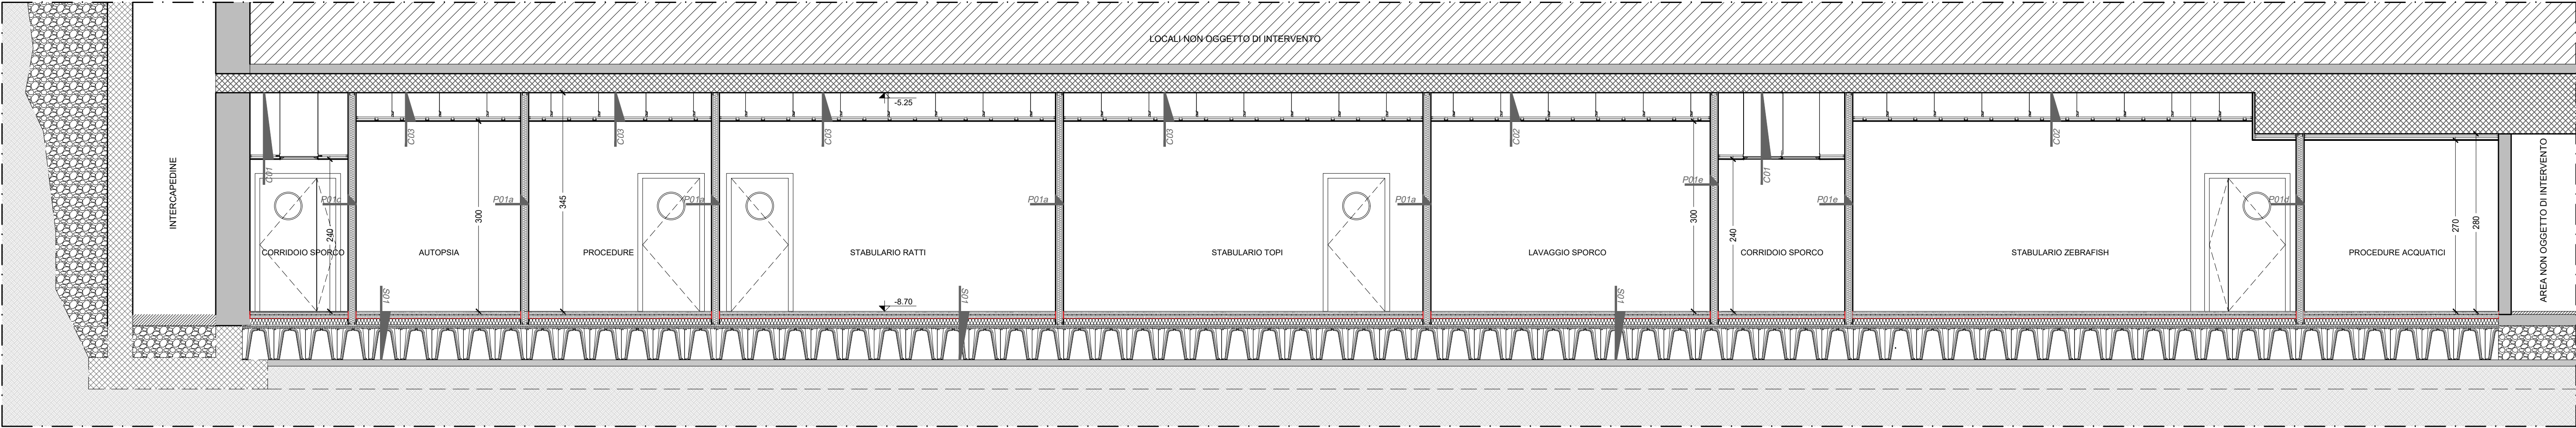 LOCALI NON OGGETTO DI INTERVENTO
-5.25
C01
C03
C03
C03
C03
C02
C01
C02
INTERCAPEDINE
P01c
P01a
P01a
P01a
P01a
P01e
P01e
P01d
240
300
345
300
240
270
280
CORRIDOIO SPORCO
AUTOPSIA
PROCEDURE
STABULARIO RATTI
STABULARIO TOPI
LAVAGGIO SPORCO
CORRIDOIO SPORCO
STABULARIO ZEBRAFISH
PROCEDURE ACQUATICI
AREA NON OGGETTO DI INTERVENTO
-8.70
S01
S01
S01